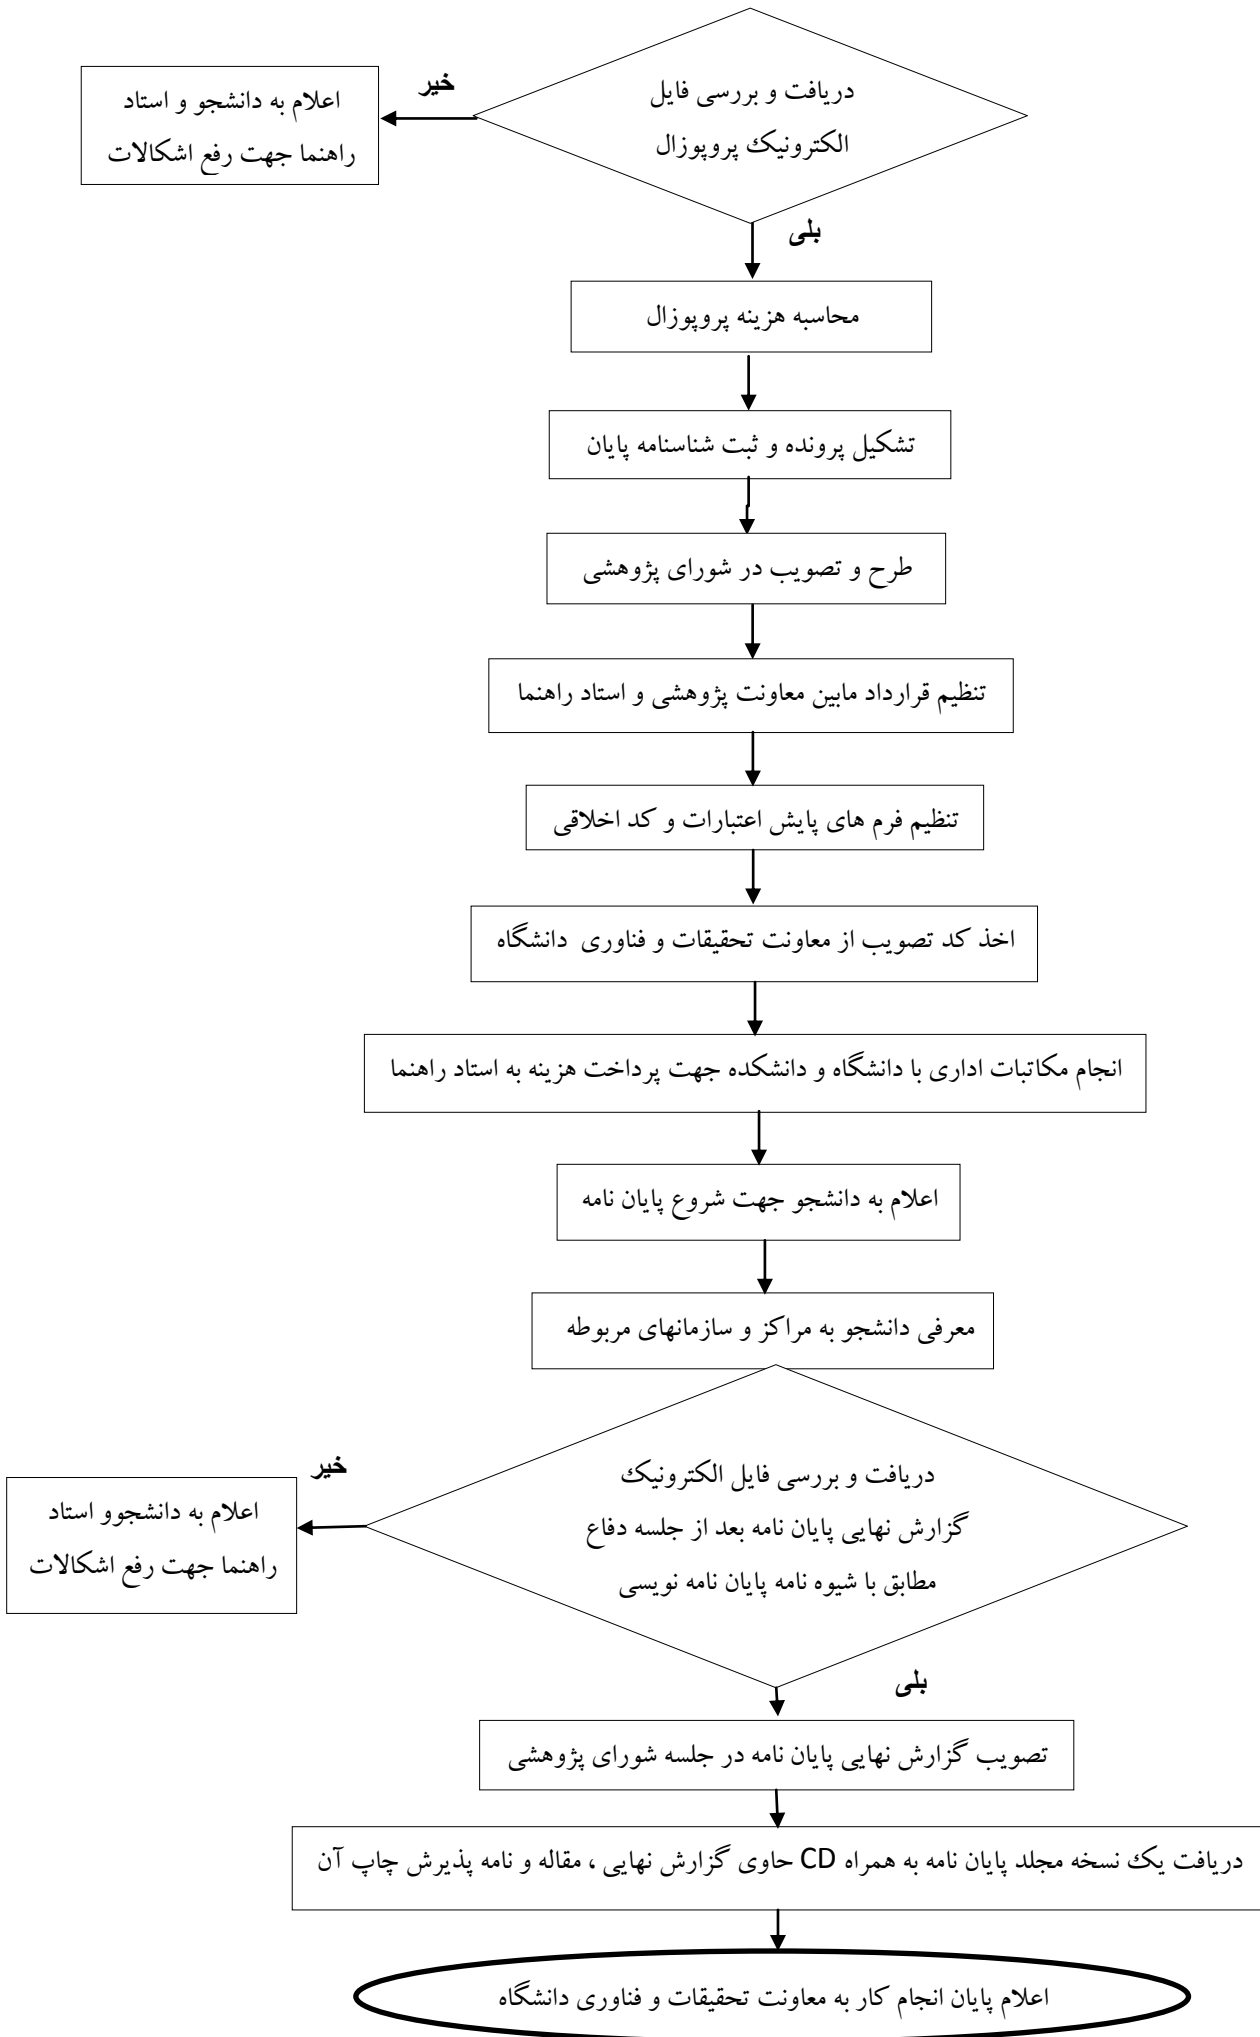 دریافت و بررسی فایل
الکترونیک پروپوزال
خیر
اعلام به دانشجو و استاد
راهنما جهت رفع اشکالات
بلی
محاسبه هزینه پروپوزال
تشکیل پرونده و ثبت شناسنامه پایان
طرح و تصویب در شورای پژوهشی
تنظیم قرارداد مابین معاونت پژوهشی و استاد راهنما
تنظیم فرم های پایش اعتبارات و کد اخلاقی
اخذ کد تصویب از معاونت تحقیقات و فناوری دانشگاه
انجام مکاتبات اداری با دانشگاه و دانشکده جهت پرداخت هزینه به استاد راهنما
اعلام به دانشجو جهت شروع پایان نامه
معرفی دانشجو به مراکز و سازمانهای مربوطه
دریافت و بررسی فایل الکترونیک
گزارش نهایی پایان نامه بعد از جلسه دفاع
مطابق با شیوه نامه پایان نامه نویسی
خیر
اعلام به دانشجوو استاد
راهنما جهت رفع اشکالات
بلی
تصویب گزارش نهایی پایان نامه در جلسه شورای پژوهشی
دریافت یک نسخه مجلد پایان نامه به همراه CD حاوی گزارش نهایی ، مقاله و نامه پذیرش چاپ آن
اعلام پایان انجام کار به معاونت تحقیقات و فناوری دانشگاه